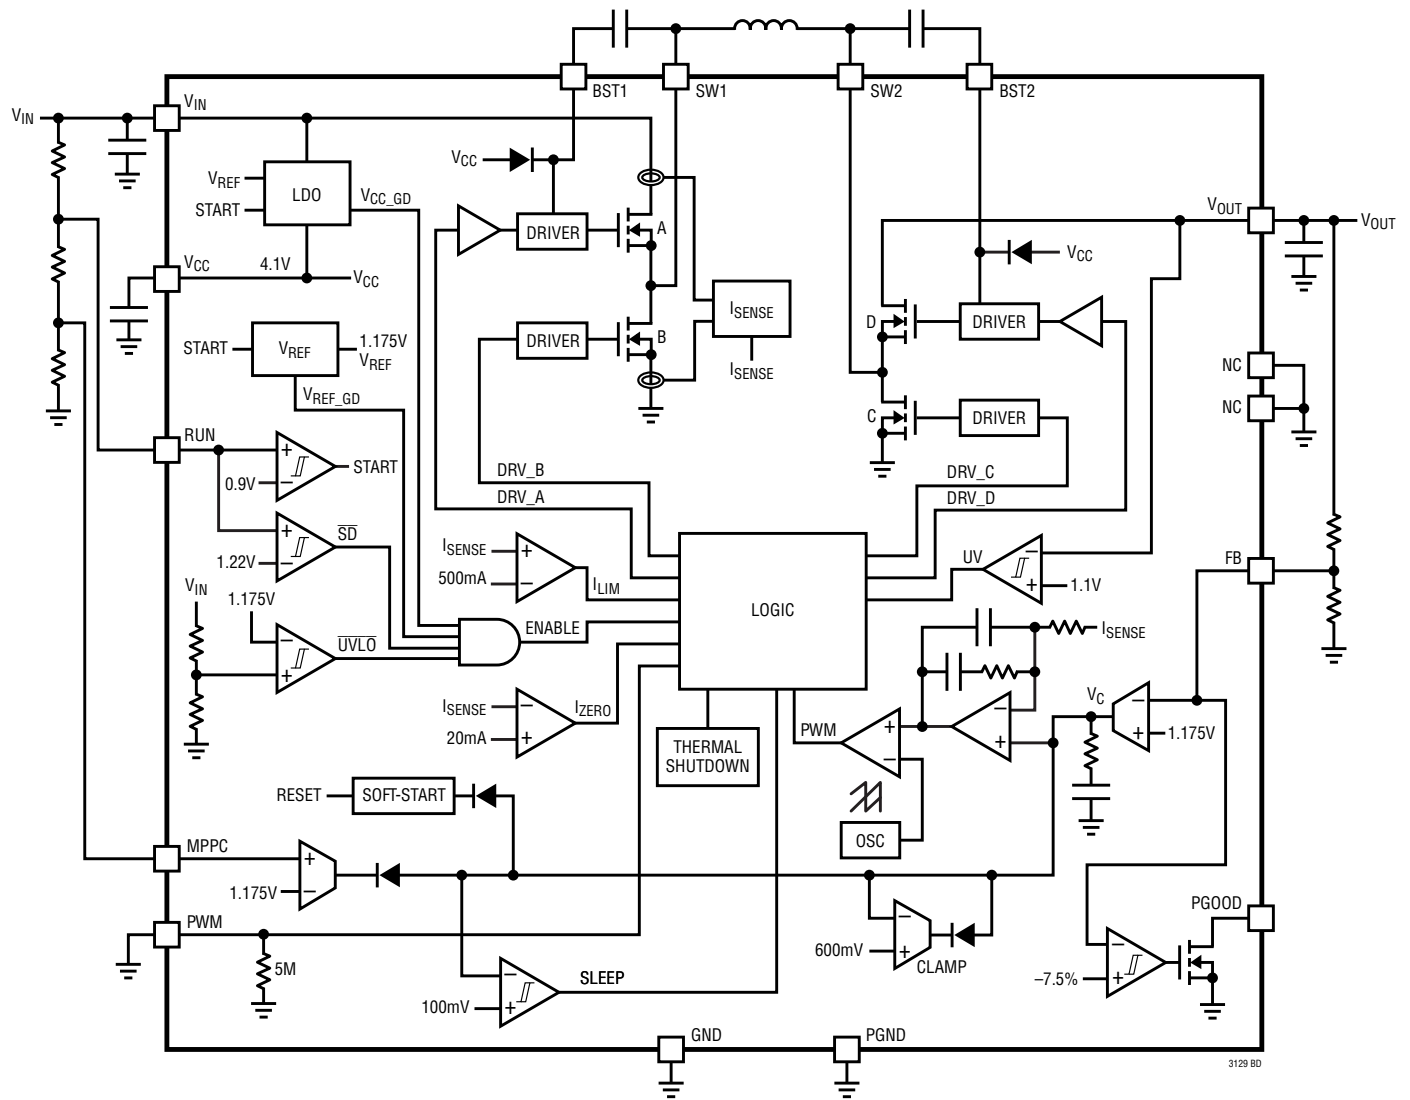 BST1
SW1
SW2
BST2
VIN
VIN
VCC
VREF
START
LDO
VCC_GD
DRIVER
A
VOUT
VOUT
VCC
VCC
4.1V
VCC
ISENSE
D
DRIVER
START
VREF
1.175V
VREF
DRIVER
B
ISENSE
NC
VREF_GD
NC
C
DRIVER
RUN
START
0.9V
DRV_B
DRV_A
DRV_C
DRV_D
SD
1.22V
ISENSE
500mA
ILIM
LOGIC
UV
1.1V
FB
VIN
1.175V
ENABLE
UVLO
ISENSE
ISENSE
20mA
IZERO
VC
1.175V
PWM
THERMAL
SHUTDOWN
RESET
SOFT-START
OSC
MPPC
1.175V
PWM
5M
600mV
CLAMP
PGOOD
–7.5%
SLEEP
100mV
GND
PGND
3129 BD